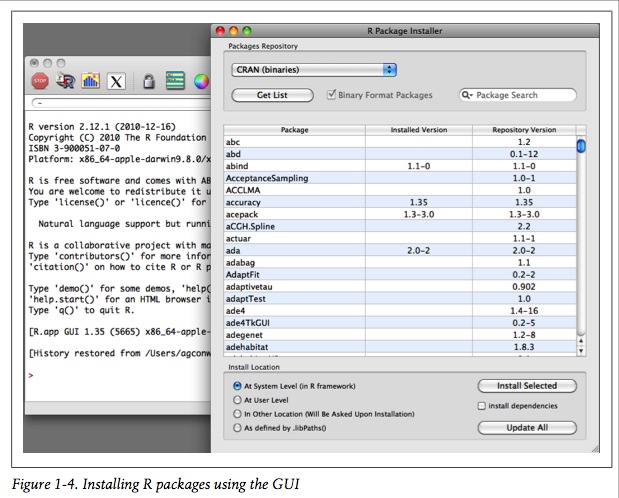 R Package Installer
Packages Repository
CRAN (binaries)
Get List
Binary Format Packages
Package Search
Package Installed Version Repository Version
abc 1.2
abd 0.1-12
abind 1.1-0 1.1-0
AcceptanceSampling 1.0-1
ACCLMA 1.0
accuracy 1.35 1.35
acepack 1.3-3.0 1.3-3.0
aCGH.Spline 2.2
actuar 1.1-1
ada 2.0-2 2.0-2
adabag 1.1
AdaptFit 0.2-2
adaptivetau 0.902
adaptTest 1.0
ade4 1.4-16
ade4TkGUI 0.2-5
adegenet 1.2-8
adehabitat 1.8.3
Install Location
At System Level (in R framework)
At User Level
In Other Location (Will Be Asked Upon Installation)
As defined by .libPaths()
Install Selected
install dependencies
Update All
STOP
R
X
~
R version 2.12.1 (2010-12-16)
Copyright (C) 2010 The R Foundation
ISBN 3-900051-07-0
Platform: x86_64-apple-darwin9.8.0/x
R is free software and comes with AB
You are welcome to redistribute it u
Type 'license()' or 'licence()' for
Natural language support but runni
R is a collaborative project with ma
Type 'contributors()' for more infor
'citation()' on how to cite R or R p
Type 'demo()' for some demos, 'help(
'help.start()' for an HTML browser i
Type 'q()' to quit R.
[R.app GUI 1.35 (5665) x86_64-apple-
[History restored from /Users/agconw
>
Figure 1-4. Installing R packages using the GUI